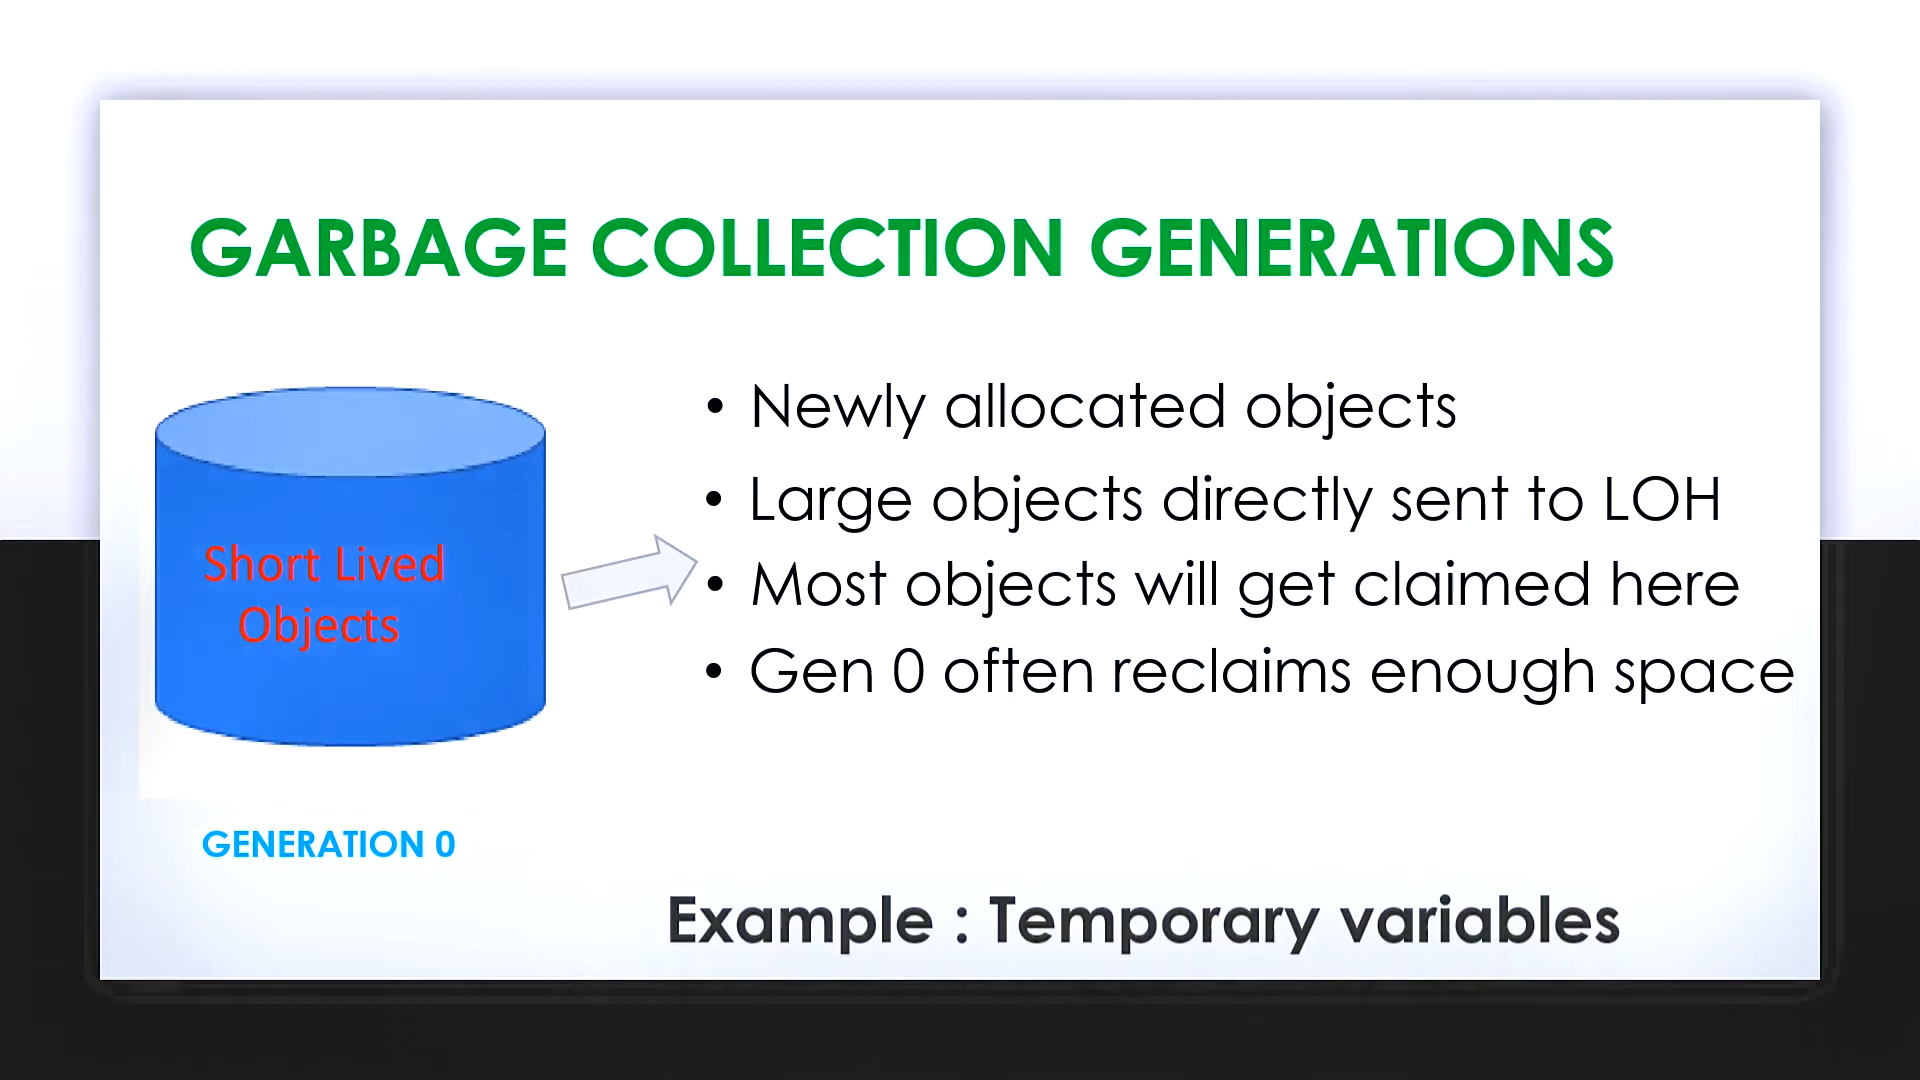 GARBAGE COLLECTION GENERATIONS
Short Lived
Objects
GENERATION 0
• Newly allocated objects
• Large objects directly sent to LOH
• Most objects will get claimed here
• Gen 0 often reclaims enough space
Example : Temporary variables